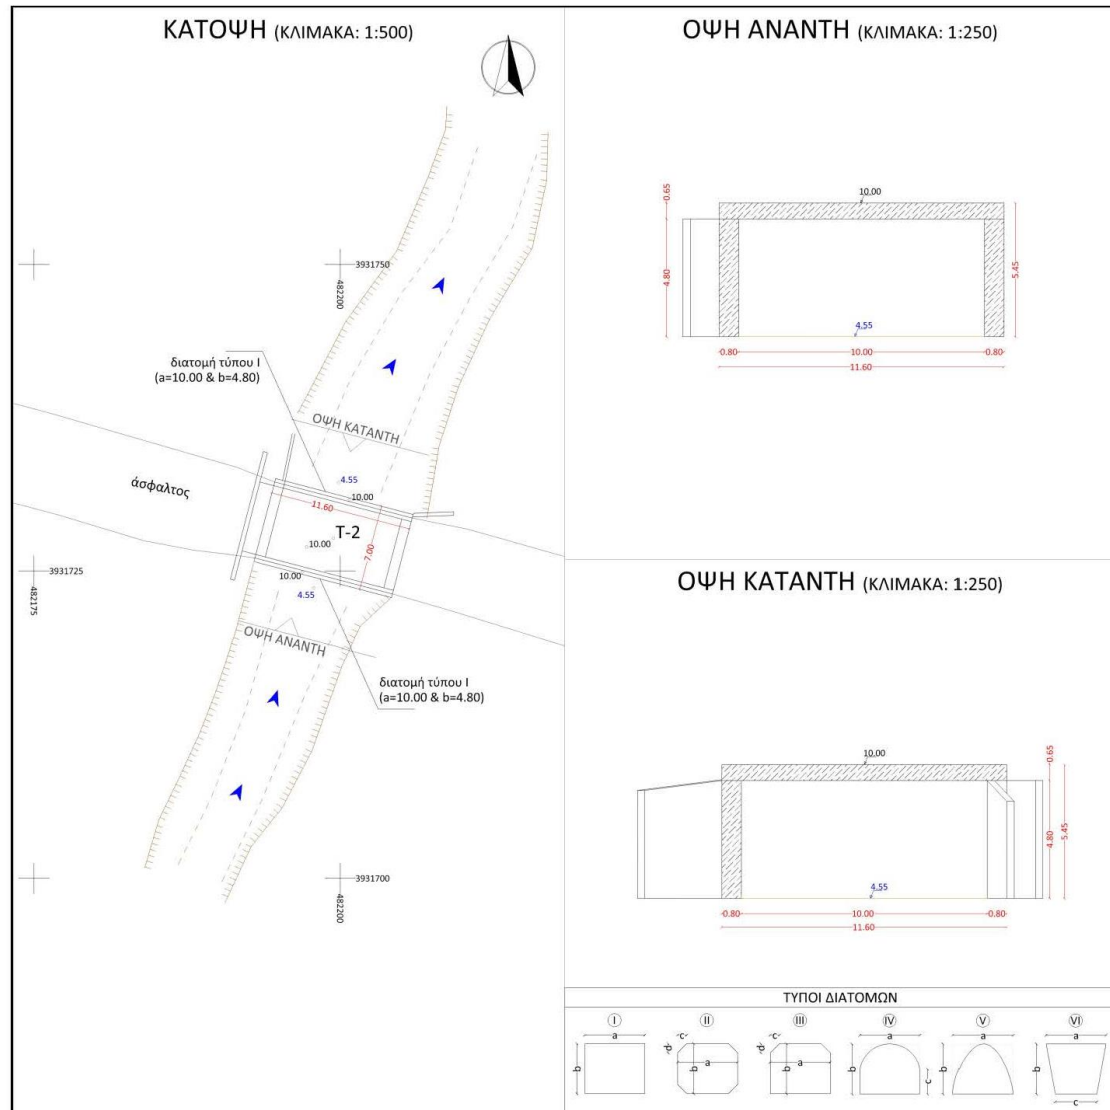 ΚΑΤΟΨΗ (ΚΛΙΜΑΚΑ: 1:500)
3931750
482200
διατομή τύπου Ι
(a=10.00 & b=4.80)
ΟΨΗ ΚΑΤΑΝΤΗ
άσφαλτος
4.55
10.00
11.60
T-2
10.00
7.00
10.00
4.55
3931725
482175
ΟΨΗ ΑΝΑΝΤΗ
διατομή τύπου Ι
(a=10.00 & b=4.80)
3931700
482200
ΟΨΗ ΑΝΑΝΤΗ (ΚΛΙΜΑΚΑ: 1:250)
0.65
10.00
4.80
5.45
4.55
0.80 10.00 0.80
11.60
ΟΨΗ ΚΑΤΑΝΤΗ (ΚΛΙΜΑΚΑ: 1:250)
10.00
0.65
4.80
5.45
4.55
0.80 10.00 0.80
11.60
ΤΥΠΟΙ ΔΙΑΤΟΜΩΝ
I II III IV V VI
a c c a a a
b d b a d b a b c b b c